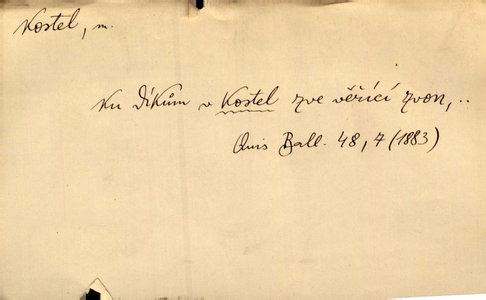 Kostel, m.
Ku díkům v Kostel zve věřící zvon, ..
Quis Ball. 48, 7 (1883)